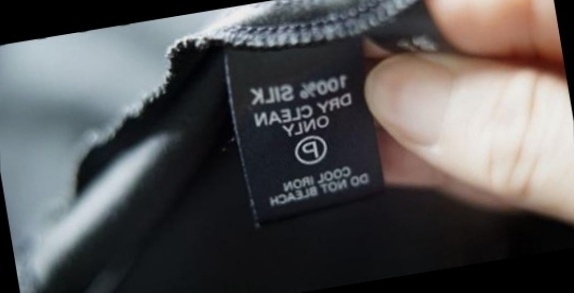 100% SILK
DRY CLEAN
ONLY
P
COOL IRON
DO NOT BLEACH